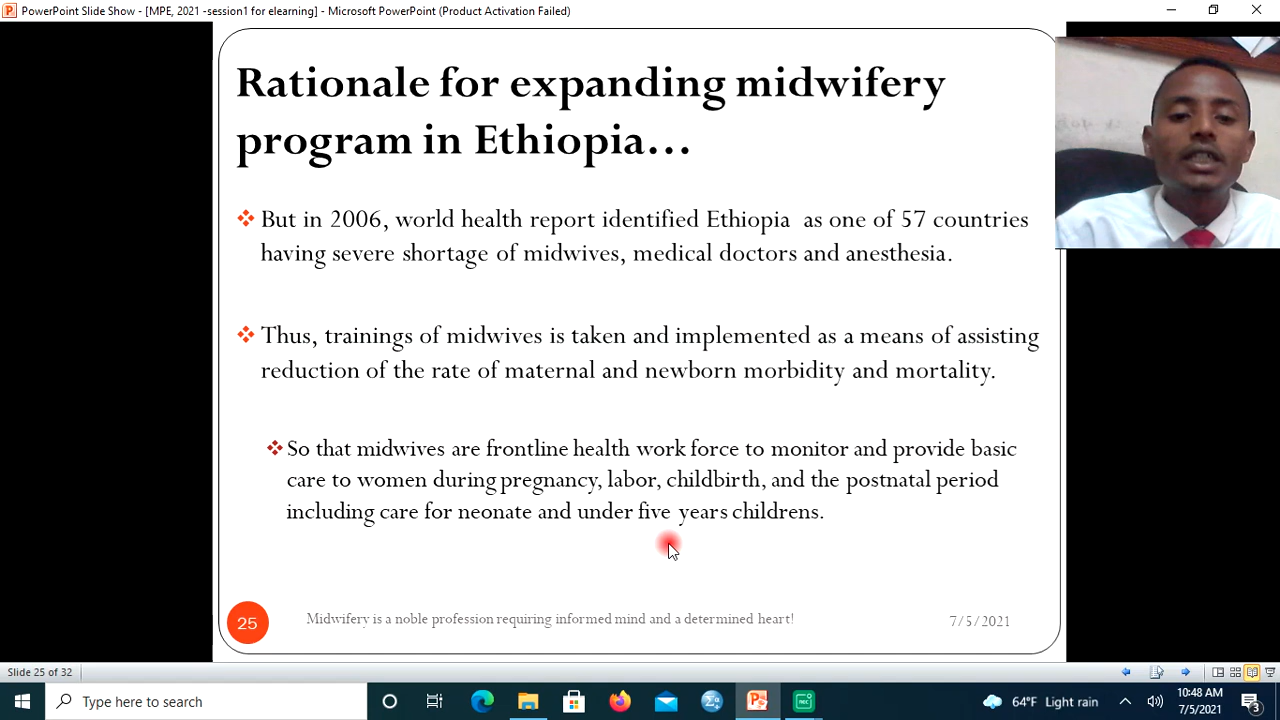 PowerPoint Slide Show - [MPE, 2021 -session1 for elearning] - Microsoft PowerPoint (Product Activation Failed)
Rationale for expanding midwifery
program in Ethiopia…
But in 2006, world health report identified Ethiopia as one of 57 countries
having severe shortage of midwives, medical doctors and anesthesia.
Thus, trainings of midwives is taken and implemented as a means of assisting
reduction of the rate of maternal and newborn morbidity and mortality.
So that midwives are frontline health work force to monitor and provide basic
care to women during pregnancy, labor, childbirth, and the postnatal period
including care for neonate and under five years childrens.
25
Midwifery is a noble profession requiring informed mind and a determined heart!
7/5/2021
Slide 25 of 32
Type here to search
64°F Light rain
10:48 AM
7/5/2021
3